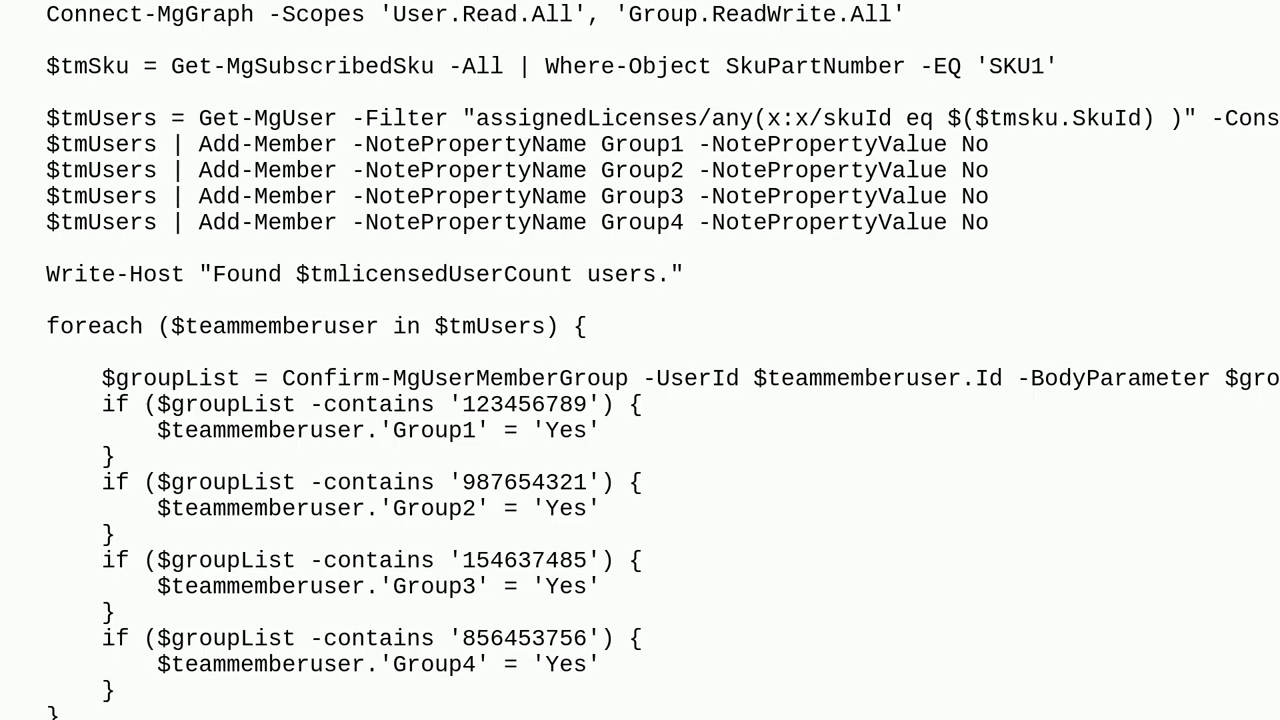 Connect-MgGraph -Scopes 'User.Read.All', 'Group.ReadWrite.All'
$tmSku = Get-MgSubscribedSku -All | Where-Object SkuPartNumber -EQ 'SKU1'
$tmUsers = Get-MgUser -Filter "assignedLicenses/any(x:x/skuId eq $($tmsku.SkuId) )" -Cons
$tmUsers | Add-Member -NotePropertyName Group1 -NotePropertyValue No
$tmUsers | Add-Member -NotePropertyName Group2 -NotePropertyValue No
$tmUsers | Add-Member -NotePropertyName Group3 -NotePropertyValue No
$tmUsers | Add-Member -NotePropertyName Group4 -NotePropertyValue No
Write-Host "Found $tmlicensedUserCount users."
foreach ($teammemberuser in $tmUsers) {
$groupList = Confirm-MgUserMemberGroup -UserId $teammemberuser.Id -BodyParameter $gro
if ($groupList -contains '123456789') {
$teammemberuser.'Group1' = 'Yes'
}
if ($groupList -contains '987654321') {
$teammemberuser.'Group2' = 'Yes'
}
if ($groupList -contains '154637485') {
$teammemberuser.'Group3' = 'Yes'
}
if ($groupList -contains '856453756') {
$teammemberuser.'Group4' = 'Yes'
}
}